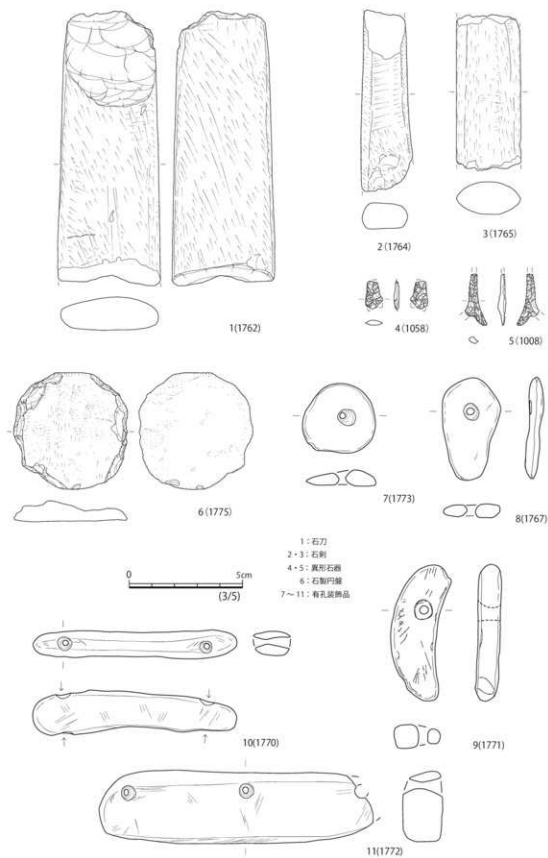 1(1762)
2(1764)
3(1765)
4(1058)
5(1008)
6(1775)
7(1773)
8(1767)
1：石刀
2・3：石剣
4・5：異形石器
6：石製円盤
7～11：有孔装飾品
0 5cm
(3/5)
9(1771)
10(1770)
11(1772)